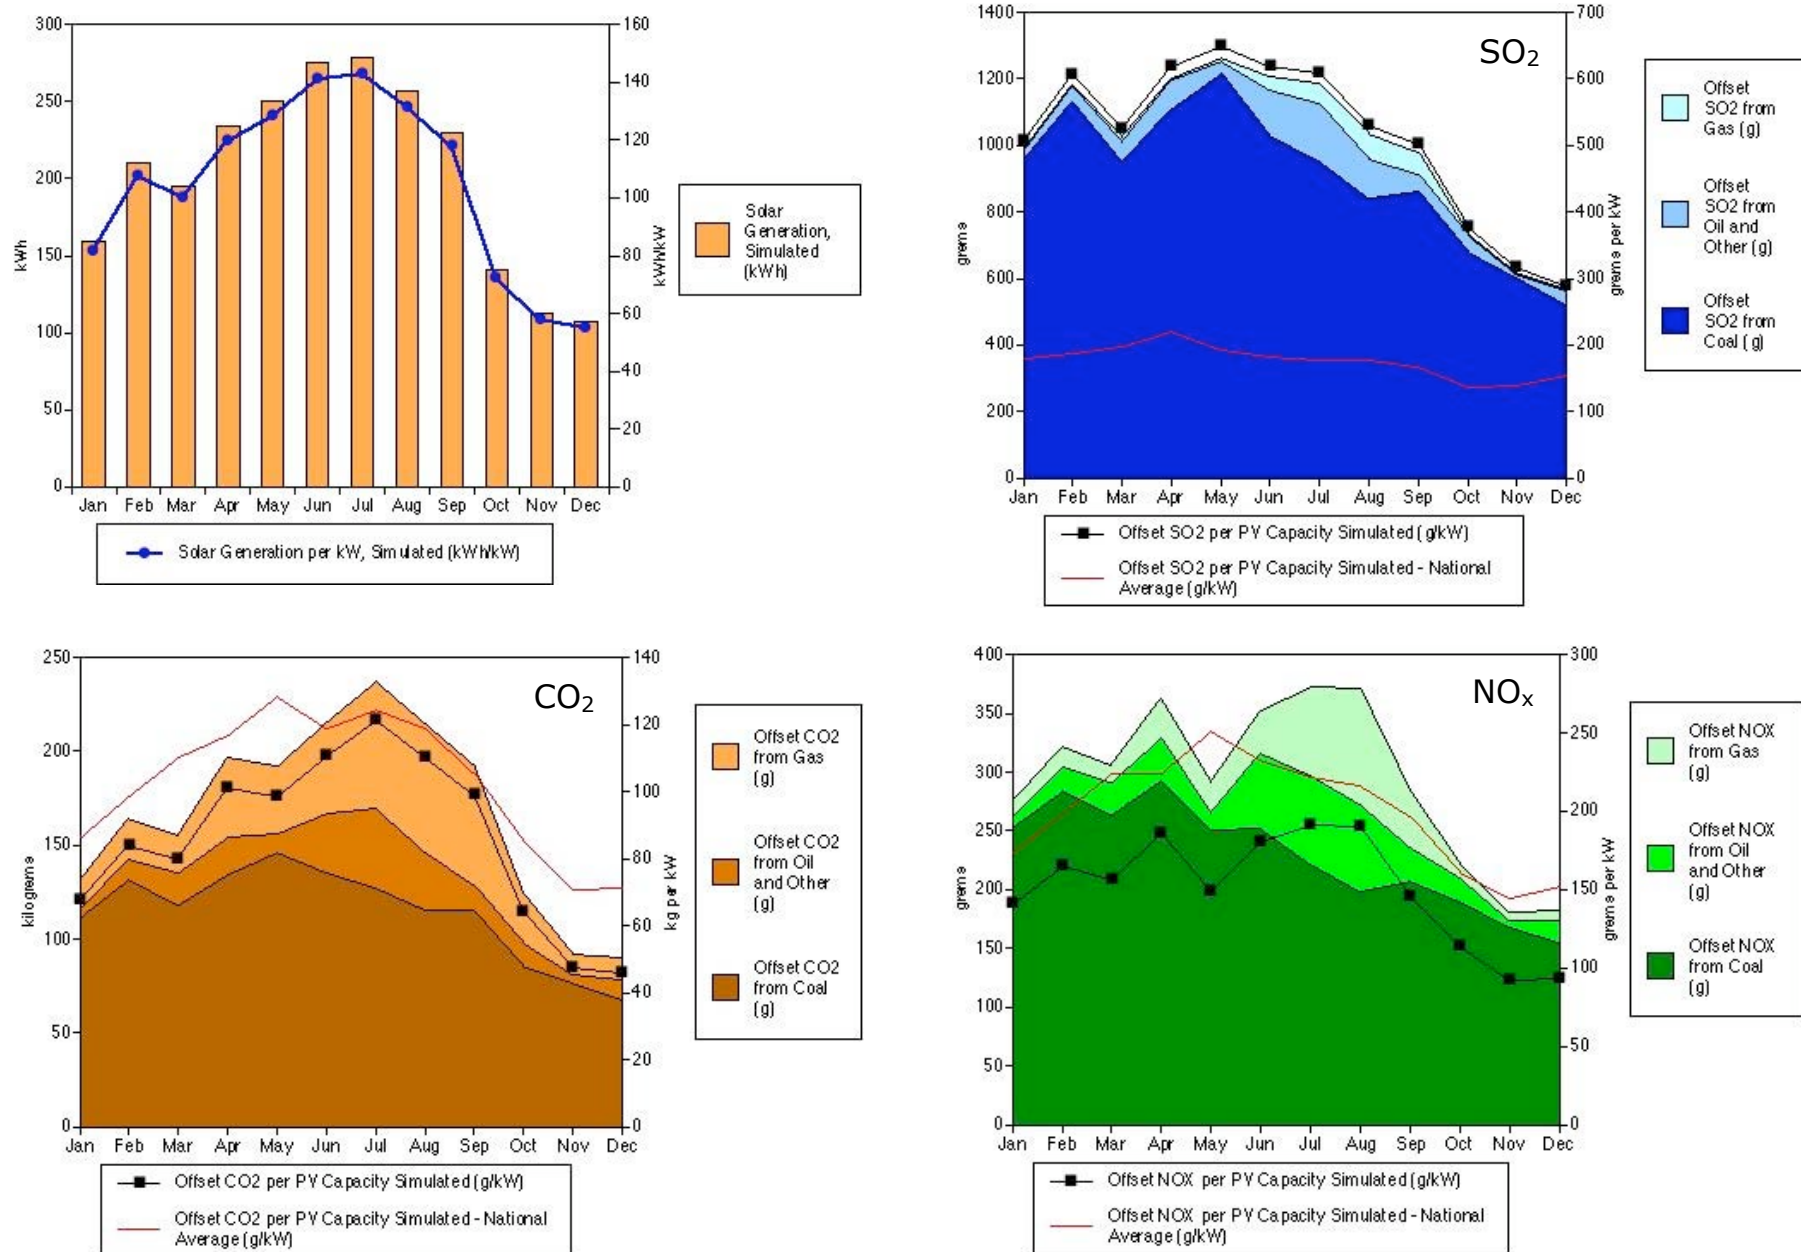 300
250
200
150
100
50
0
kWh
160
140
120
100
80
60
40
20
0
kWh/kW
Jan Feb Mar Apr May Jun Jul Aug Sep Oct Nov Dec
Solar
Generation,
Simulated
(kWh)
Solar Generation per kW, Simulated (kWh/kW)
SO2
1400
1200
1000
800
600
400
200
0
grams
700
600
500
400
300
200
100
0
grams per kW
Jan Feb Mar Apr May Jun Jul Aug Sep Oct Nov Dec
Offset
SO2 from
Gas (g)
Offset
SO2 from
Oil and
Other (g)
Offset
SO2 from
Coal (g)
Offset SO2 per PV Capacity Simulated (g/kW)
Offset SO2 per PV Capacity Simulated - National
Average (g/kW)
CO2
250
200
150
100
50
0
kilograms
140
120
100
80
60
40
20
0
kg per kW
Jan Feb Mar Apr May Jun Jul Aug Sep Oct Nov Dec
Offset CO2
from Gas
(g)
Offset CO2
from Oil
and Other
(g)
Offset CO2
from Coal
(g)
Offset CO2 per PV Capacity Simulated (g/kW)
Offset CO2 per PV Capacity Simulated - National
Average (g/kW)
NOx
400
350
300
250
200
150
100
50
0
grams
300
250
200
150
100
50
0
grams per kW
Jan Feb Mar Apr May Jun Jul Aug Sep Oct Nov Dec
Offset NOX
from Gas
(g)
Offset NOX
from Oil
and Other
(g)
Offset NOX
from Coal
(g)
Offset NOX per PV Capacity Simulated (g/kW)
Offset NOX per PV Capacity Simulated - National
Average (g/kW)